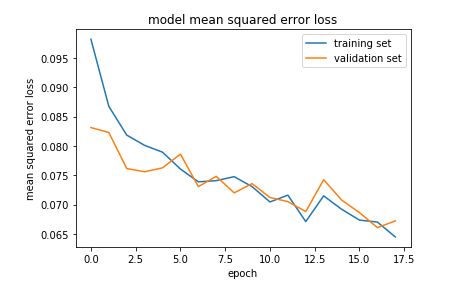 model mean squared error loss
training set
validation set
mean squared error loss
0.095
0.090
0.085
0.080
0.075
0.070
0.065
0.0 2.5 5.0 7.5 10.0 12.5 15.0 17.5
epoch